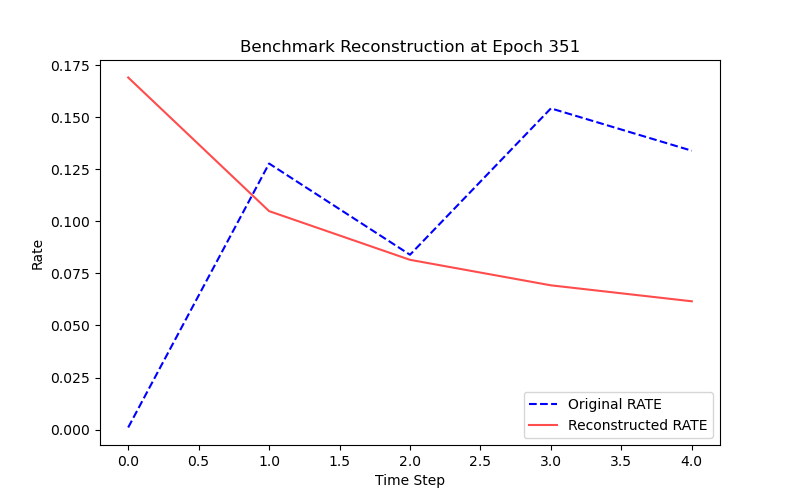 Benchmark Reconstruction at Epoch 351
0.175
0.150
0.125
0.100
0.075
0.050
0.025
0.000
Rate
Original RATE
Reconstructed RATE
0.0 0.5 1.0 1.5 2.0 2.5 3.0 3.5 4.0
Time Step